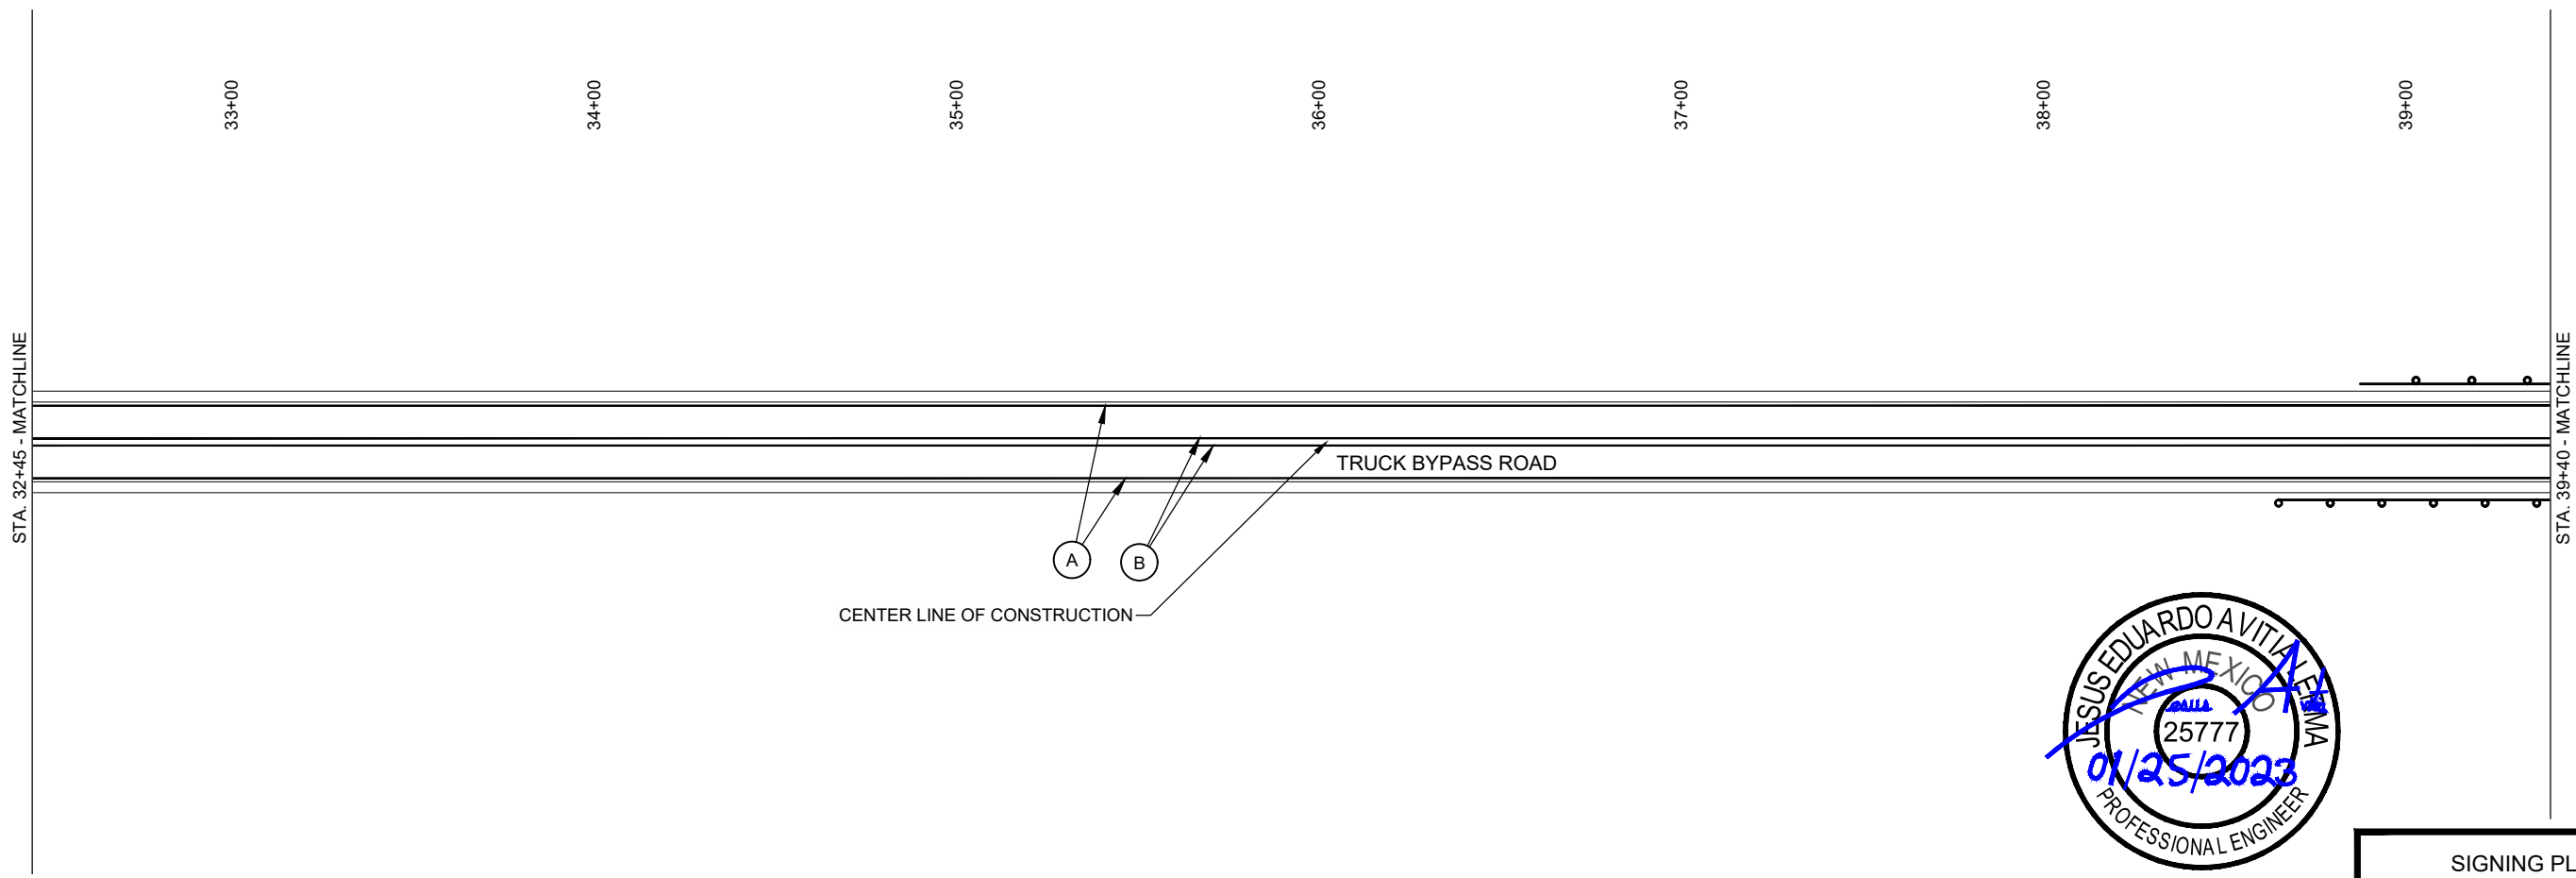 33+00
34+00
35+00
36+00
37+00
38+00
39+00
STA. 32+45 - MATCHLINE
STA. 39+40 - MATCHLINE
TRUCK BYPASS ROAD
A
B
CENTER LINE OF CONSTRUCTION
JESUS EDUARDO AVITIA LERMA
NEW MEXICO
25777
01/25/2023
PROFESSIONAL ENGINEER
SIGNING PL